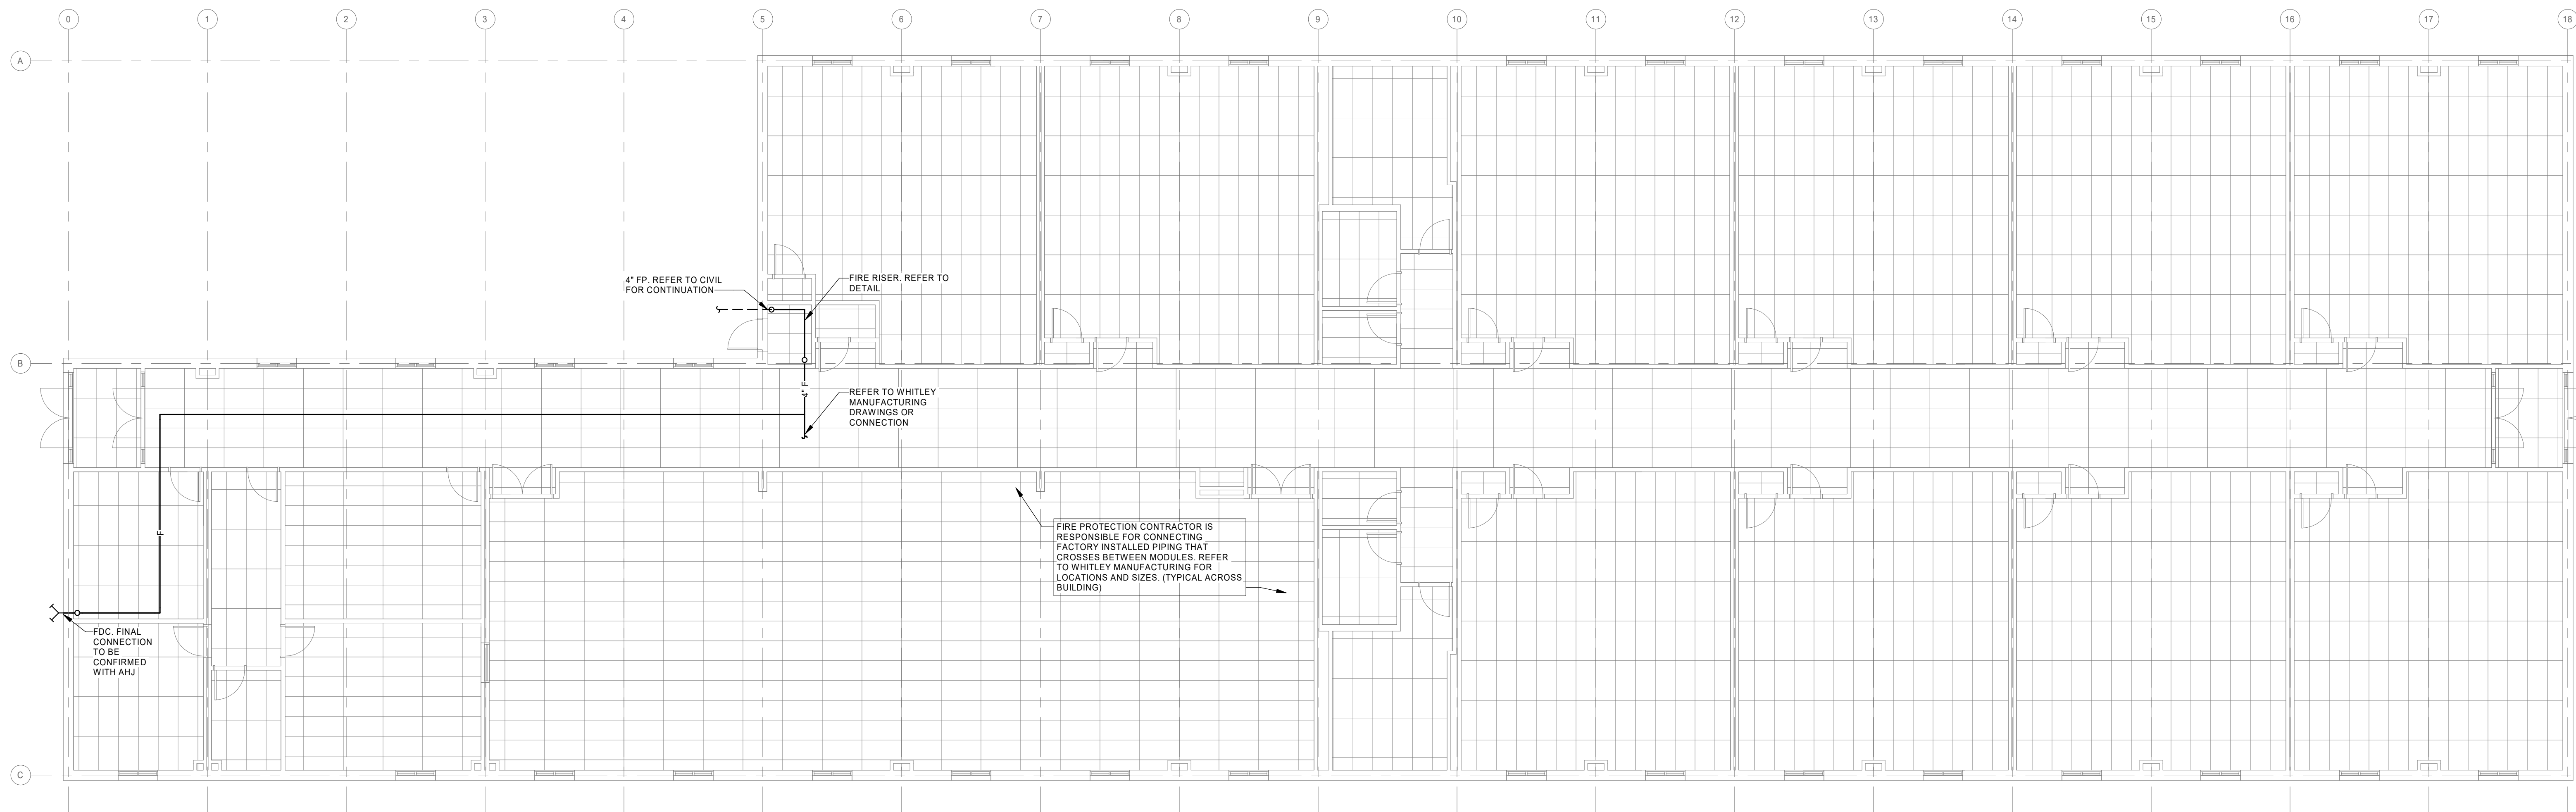 0 1 2 3 4 5 6 7 8 9 10 11 12 13 14 15 16 17 18
A
4" FP. REFER TO CIVIL
FOR CONTINUATION
FIRE RISER. REFER TO
DETAIL
B
4" F
REFER TO WHITLEY
MANUFACTURING
DRAWINGS OR
CONNECTION
F
FIRE PROTECTION CONTRACTOR IS
RESPONSIBLE FOR CONNECTING
FACTORY INSTALLED PIPING THAT
CROSSES BETWEEN MODULES. REFER
TO WHITLEY MANUFACTURING FOR
LOCATIONS AND SIZES. (TYPICAL ACROSS
BUILDING)
FDC. FINAL
CONNECTION
TO BE
CONFIRMED
WITH AHJ
C